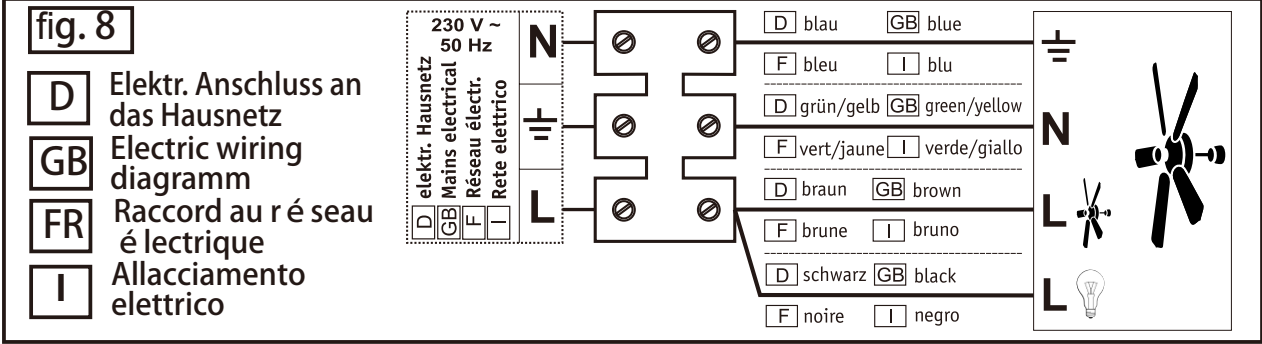 fig. 8
D Elektr. Anschluss an
das Hausnetz
GB Electric wiring
diagramm
FR Raccord au r é seau
é lectrique
I Allacciamento
elettrico
230 V ~
50 Hz
D elektr. Hausnetz
GB Mains electrical
F Réseau électr.
I Rete elettrico
N
L
D blau GB blue
F bleu I blu
D grün/gelb GB green/yellow
F vert/jaune I verde/giallo
D braun GB brown
F brune I bruno
D schwarz GB black
F noire I negro
N
L
L